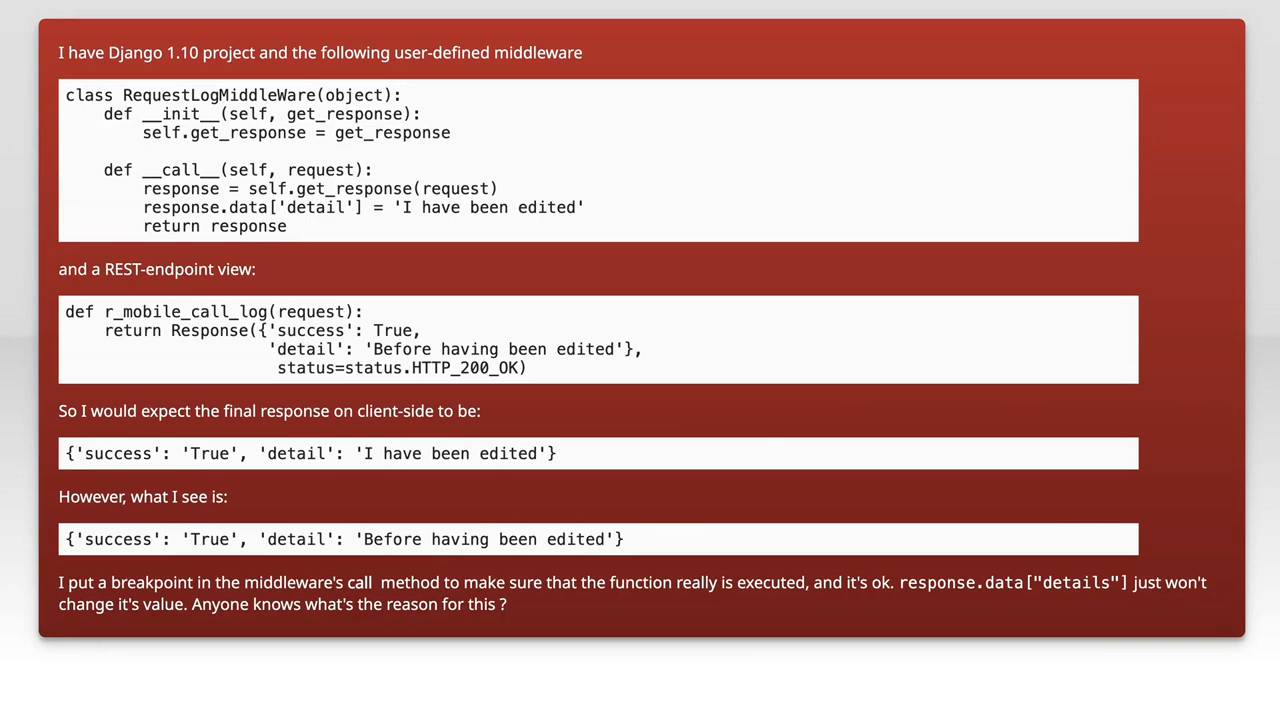 I have Django 1.10 project and the following user-defined middleware
class RequestLogMiddleWare(object):
    def __init__(self, get_response):
        self.get_response = get_response
    def __call__(self, request):
        response = self.get_response(request)
        response.data['detail'] = 'I have been edited'
        return response
and a REST-endpoint view:
def r_mobile_call_log(request):
    return Response({'success': True,
                     'detail': 'Before having been edited'},
                      status=status.HTTP_200_OK)
So I would expect the final response on client-side to be:
{'success': 'True', 'detail': 'I have been edited'}
However, what I see is:
{'success': 'True', 'detail': 'Before having been edited'}
I put a breakpoint in the middleware's call method to make sure that the function really is executed, and it's ok. response.data["details"] just won't
change it's value. Anyone knows what's the reason for this ?